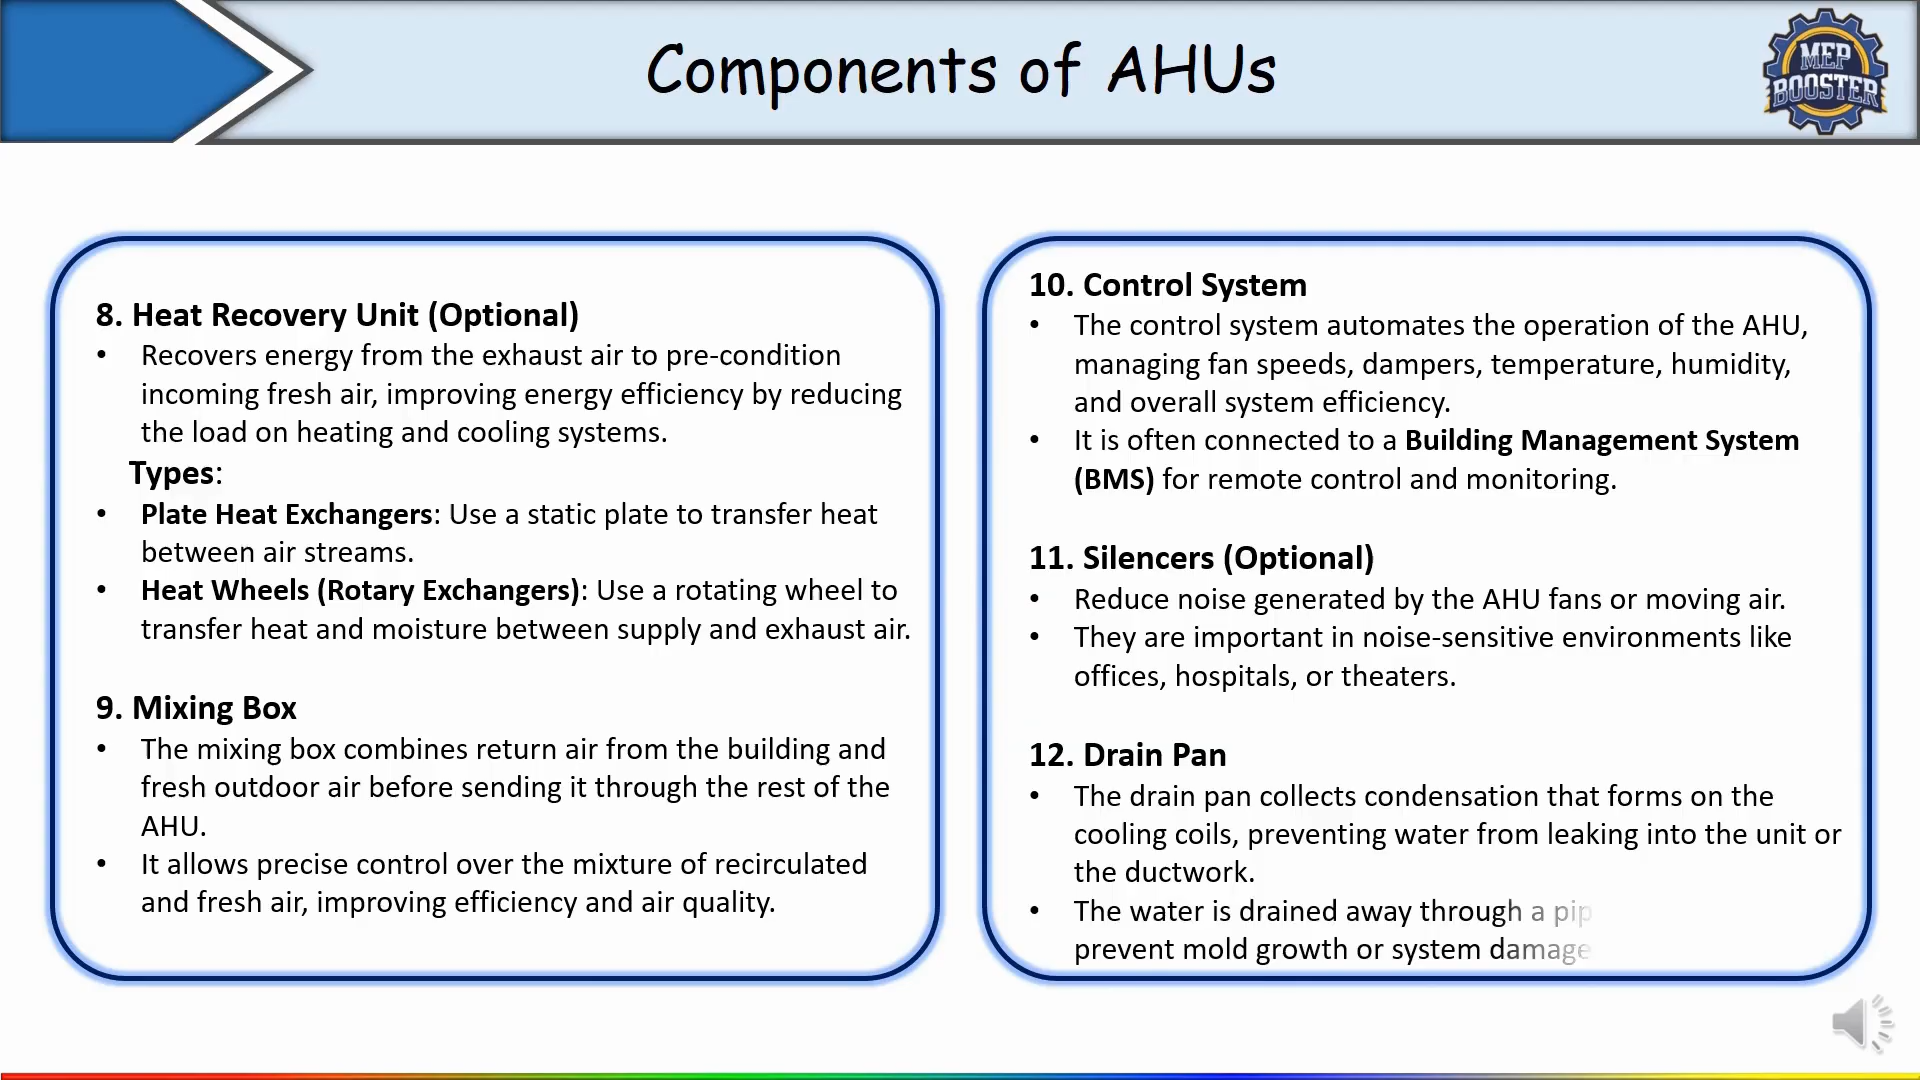 Components of AHUs
MEP
BOOSTER
8. Heat Recovery Unit (Optional)
• Recovers energy from the exhaust air to pre-condition
incoming fresh air, improving energy efficiency by reducing
the load on heating and cooling systems.
Types:
• Plate Heat Exchangers: Use a static plate to transfer heat
between air streams.
• Heat Wheels (Rotary Exchangers): Use a rotating wheel to
transfer heat and moisture between supply and exhaust air.
9. Mixing Box
• The mixing box combines return air from the building and
fresh outdoor air before sending it through the rest of the
AHU.
• It allows precise control over the mixture of recirculated
and fresh air, improving efficiency and air quality.
10. Control System
• The control system automates the operation of the AHU,
managing fan speeds, dampers, temperature, humidity,
and overall system efficiency.
• It is often connected to a Building Management System
(BMS) for remote control and monitoring.
11. Silencers (Optional)
• Reduce noise generated by the AHU fans or moving air.
• They are important in noise-sensitive environments like
offices, hospitals, or theaters.
12. Drain Pan
• The drain pan collects condensation that forms on the
cooling coils, preventing water from leaking into the unit or
the ductwork.
• The water is drained away through a
prevent mold growth or system damage